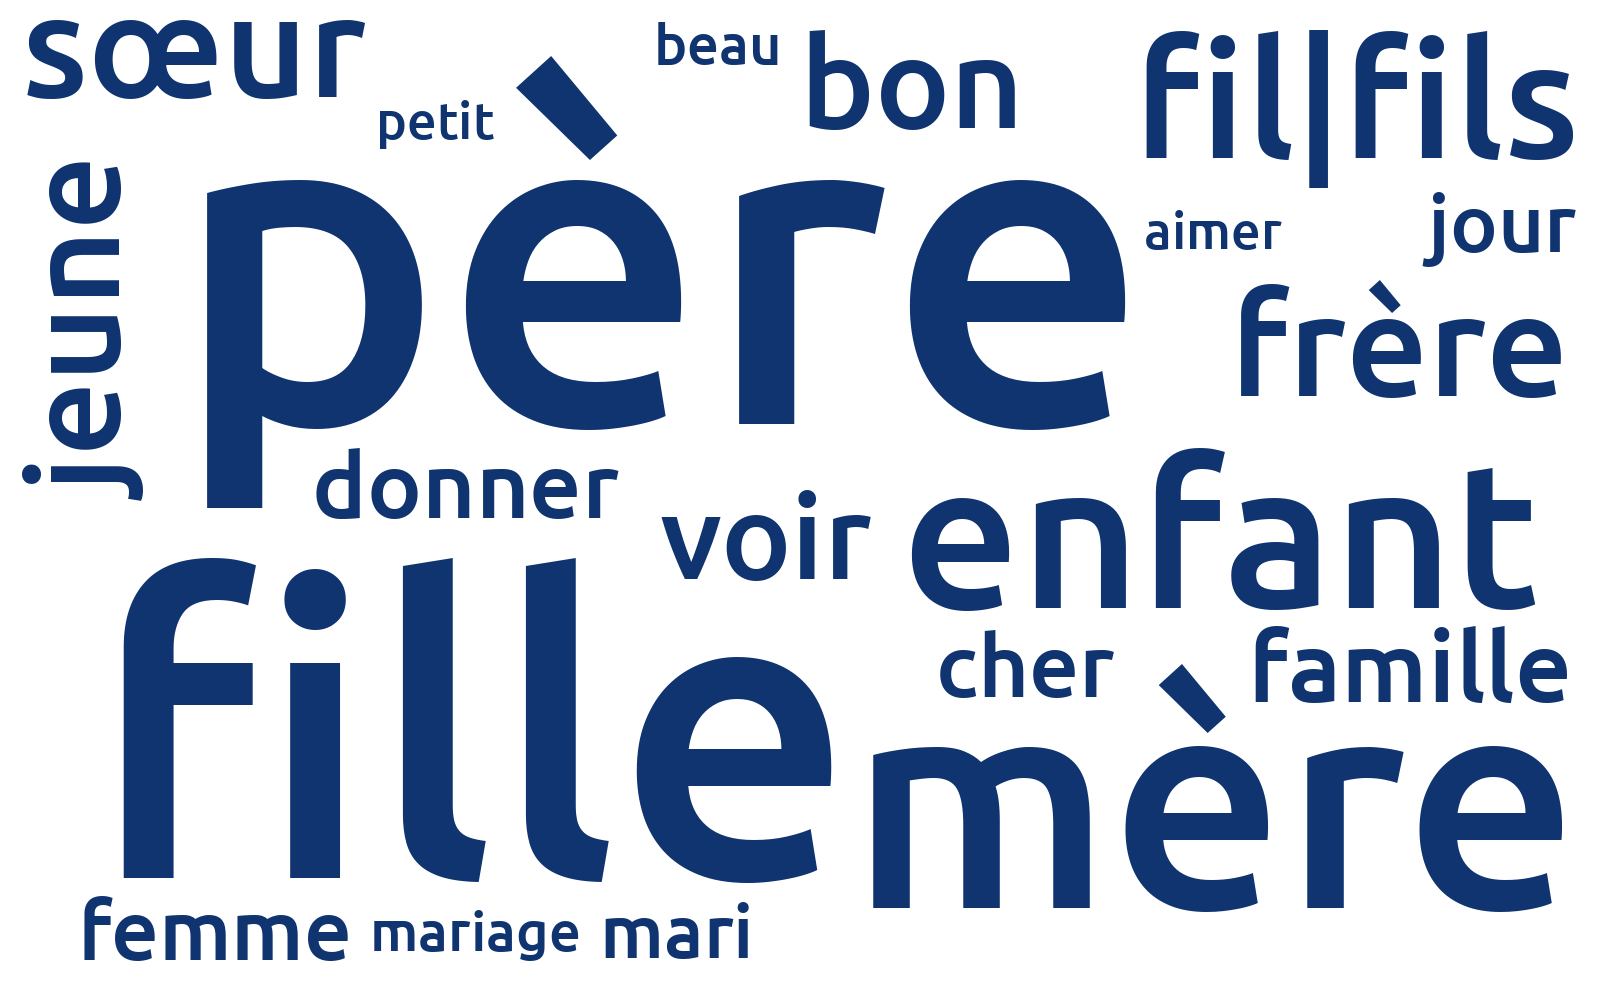 sœur
beau
bon
fil|fils
petit
père
jeune
aimer
jour
frère
donner
voir
enfant
fille
cher
famille
mère
femme
mariage
mari